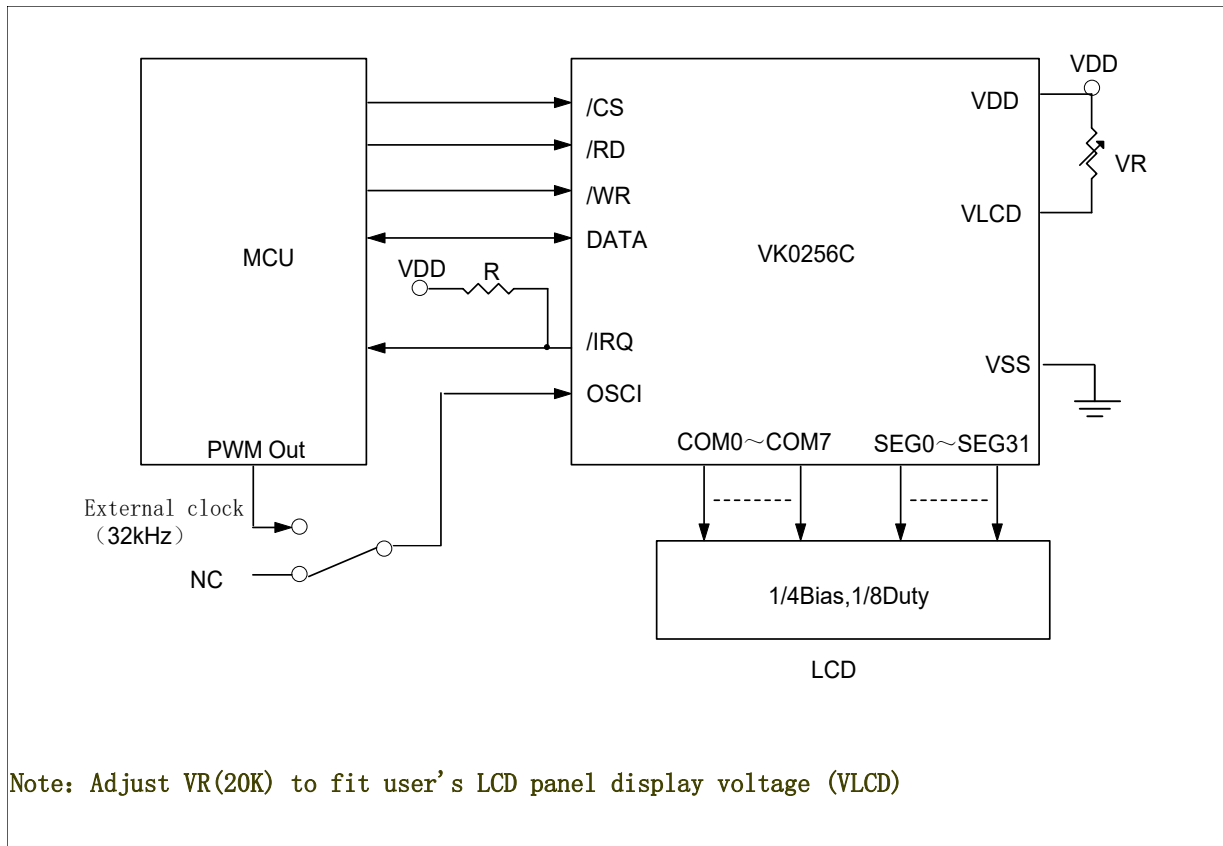 MCU
PWM Out
External clock
（32kHz）
NC
VDD
R
/CS
/RD
/WR
DATA
/IRQ
OSCI
VK0256C
VDD
VLCD
VSS
COM0～COM7
SEG0～SEG31
VDD
VR
1/4Bias,1/8Duty
LCD
Note：Adjust VR(20K) to fit user's LCD panel display voltage (VLCD)